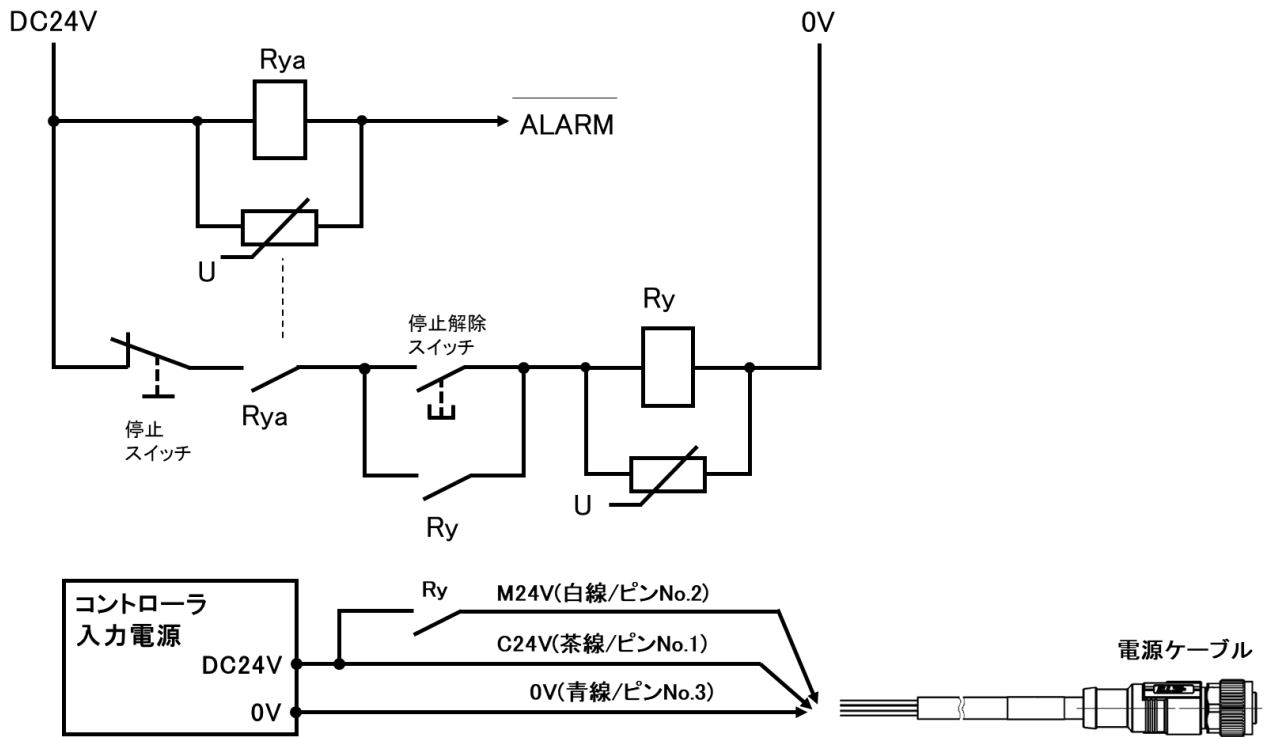 DC24V
0V
Rya
ALARM
U
Ry
停止解除
スイッチ
Rya
停止
スイッチ
Ry
U
コントローラ
入力電源
DC24V
0V
Ry
M24V(白線/ピンNo.2)
C24V(茶線/ピンNo.1)
0V(青線/ピンNo.3)
電源ケーブル